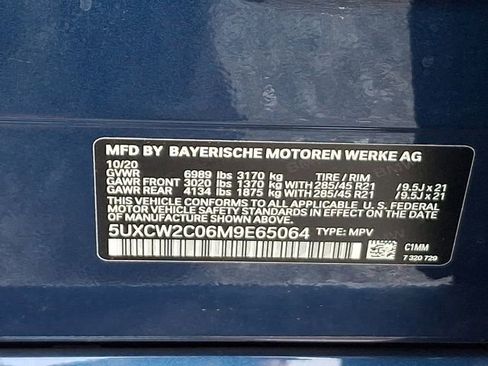 MFD BY BAYERISCHE MOTOREN WERKE AG
10/20
GVWR 6989 lbs 3170 kg TIRE / RIM
GAWR FRONT 3020 lbs 1370 kg WITH 285/45 R21 / 9.5J x 21
GAWR REAR 4134 lbs 1875 kg WITH 285/45 R21 / 9.5J x 21
THIS VEHICLE CONFORMS TO ALL APPLICABLE U.S. FEDERAL
MOTOR VEHICLE SAFETY STANDARDS IN EFFECT ON
THE DATE OF MANUFACTURE SHOWN ABOVE.
5UXCW2C06M9E65064 TYPE: MPV
C1MM
7 320 729